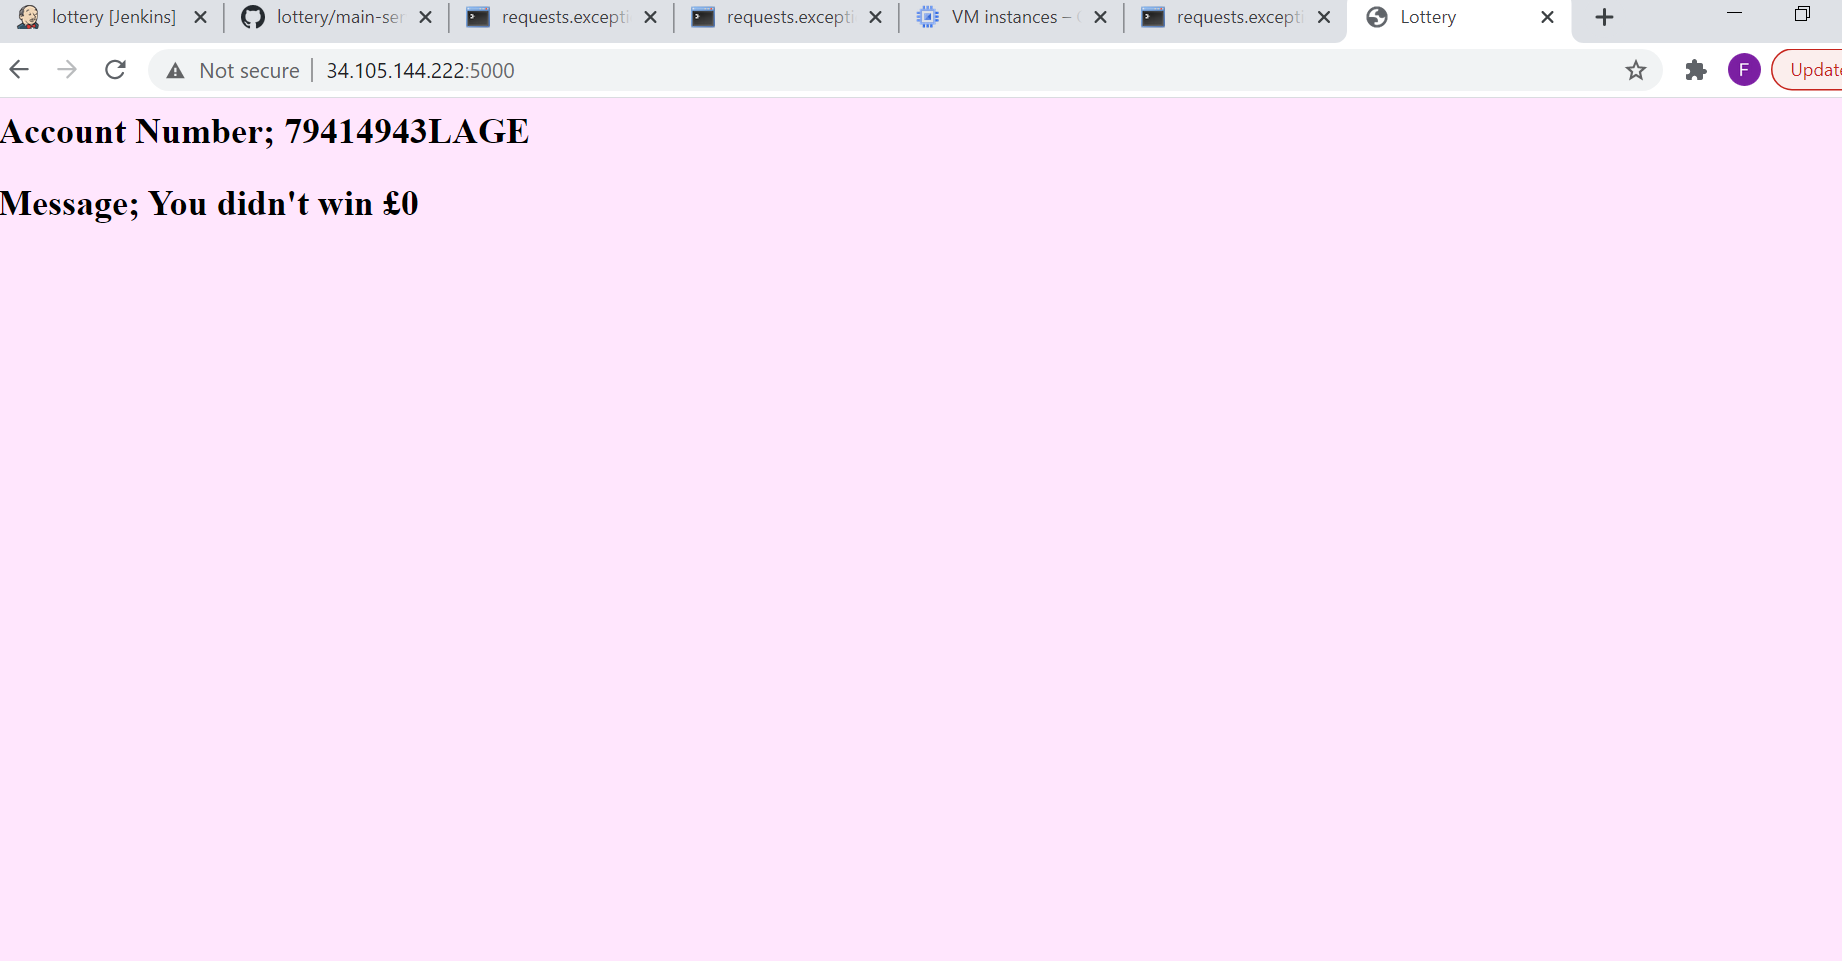 lottery [Jenkins]
lottery/main-ser
requests.excepti
requests.excepti
VM instances –
requests.excepti
Lottery
Not secure
34.105.144.222:5000
F
Update
Account Number; 79414943LAGE
Message; You didn't win £0